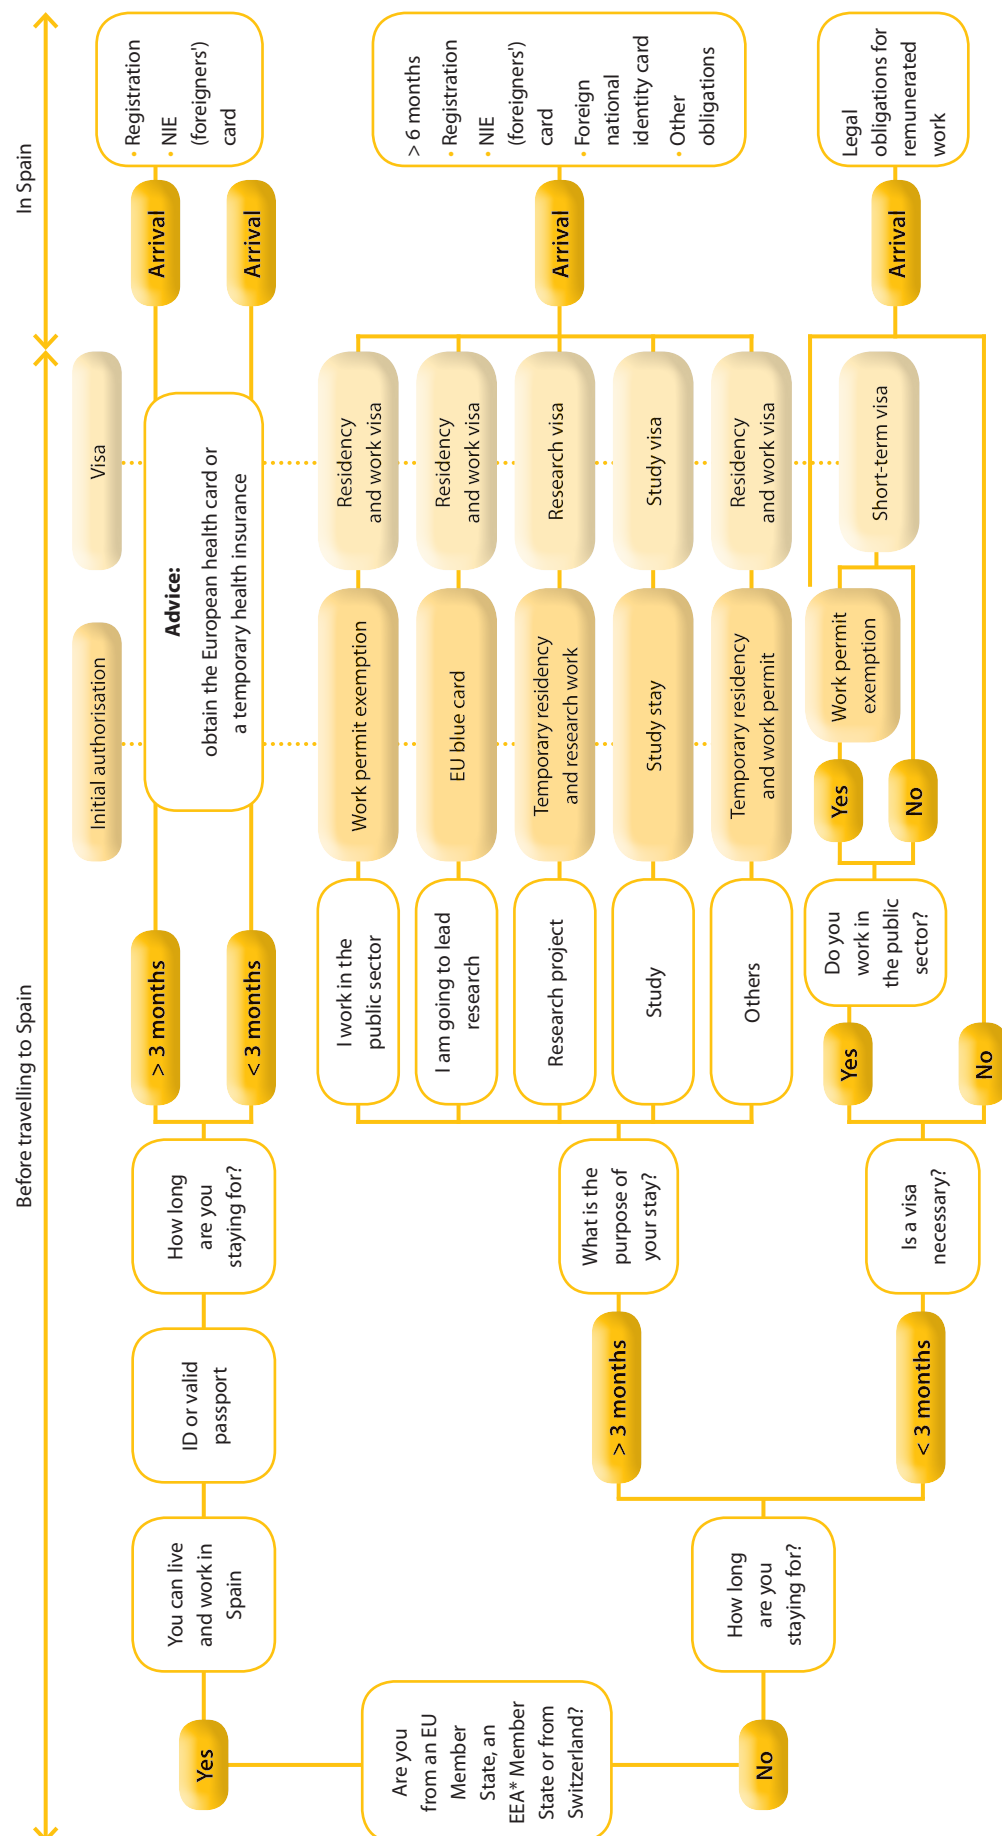 Before travelling to Spain
In Spain
Initial authorisation
Visa
Are you
from an EU
Member
State, an
EEA* Member
State or from
Switzerland?
Yes
You can live
and work in
Spain
ID or valid
passport
How long
are you
staying for?
> 3 months
< 3 months
Advice:
obtain the European health card or
a temporary health insurance
Arrival
Arrival
· Registration
· NIE
(foreigners')
card
No
How long
are you
staying for?
> 3 months
What is the
purpose of
your stay?
I work in the
public sector
Work permit exemption
Residency
and work visa
I am going to lead
research
EU blue card
Residency
and work visa
Research project
Temporary residency
and research work
Research visa
Study
Study stay
Study visa
Others
Temporary residency
and work permit
Residency
and work visa
Arrival
> 6 months
· Registration
· NIE
(foreigners')
card
· Foreign
national
identity card
· Other
obligations
< 3 months
Is a visa
necessary?
Yes
Do you
work in
the public
sector?
Yes
Work permit
exemption
No
Short-term visa
No
Arrival
Legal
obligations for
remunerated
work